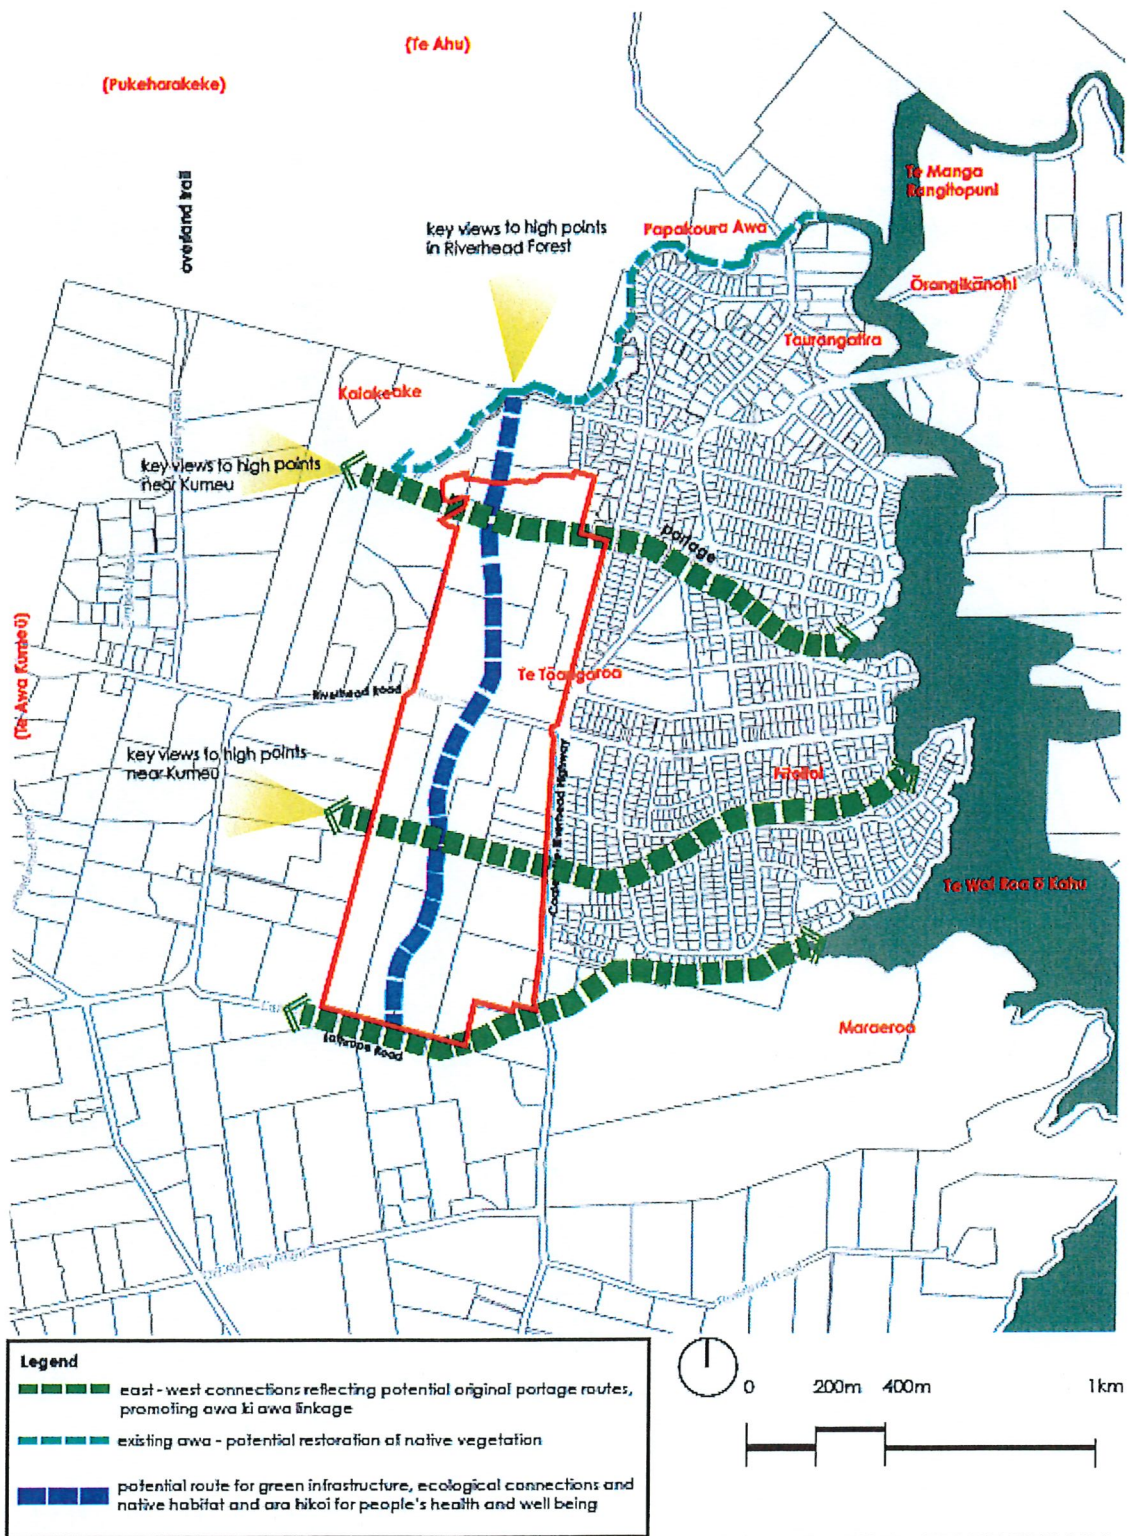 (Te Ahu)
(Pukeharakeke)
overland trail
Te Manga
Rangitopuni
key views to high points
in Riverhead Forest
Papakoura Awa
Ōrangikānohi
Taurangatira
Kaiakeake
key views to high points
near Kumeu
portage
(Te Awa Kumeū)
Te Tōangaroa
Riverhead Road
key views to high points
near Kumeu
Pitoitoi
Coatesville-Riverhead Highway
Te Wai Roa ō Kahu
Maraeroa
Lathrope Road
Legend
east - west connections reflecting potential original portage routes,
promoting awa ki awa linkage
existing awa - potential restoration of native vegetation
potential route for green infrastructure, ecological connections and
native habitat and ara hikoi for people's health and well being
0 200m 400m 1km